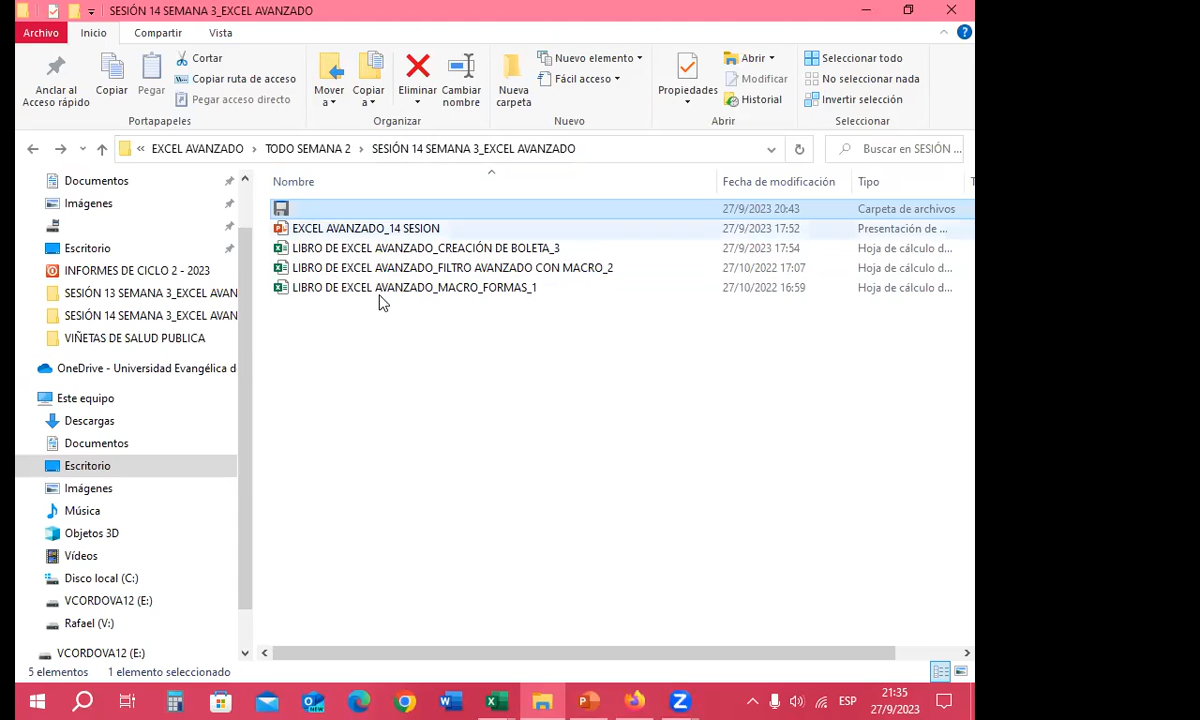 SESIÓN 14 SEMANA 3_EXCEL AVANZADO
Archivo Inicio Compartir Vista
Anclar al Acceso rápido
Copiar
Pegar
Cortar
Copiar ruta de acceso
Pegar acceso directo
Portapapeles
Mover a
Copiar a
Eliminar
Cambiar nombre
Organizar
Nueva carpeta
Nuevo elemento
Fácil acceso
Nuevo
Propiedades
Abrir
Modificar
Historial
Abrir
Seleccionar todo
No seleccionar nada
Invertir selección
Seleccionar
« EXCEL AVANZADO > TODO SEMANA 2 > SESIÓN 14 SEMANA 3_EXCEL AVANZADO
Buscar en SESIÓN ...
Nombre Fecha de modificación Tipo T
27/9/2023 20:43 Carpeta de archivos
EXCEL AVANZADO_14 SESION 27/9/2023 17:52 Presentación de ...
LIBRO DE EXCEL AVANZADO_CREACIÓN DE BOLETA_3 27/9/2023 17:54 Hoja de cálculo d...
LIBRO DE EXCEL AVANZADO_FILTRO AVANZADO CON MACRO_2 27/10/2022 17:07 Hoja de cálculo d...
LIBRO DE EXCEL AVANZADO_MACRO_FORMAS_1 27/10/2022 16:59 Hoja de cálculo d...
Documentos
Imágenes
Escritorio
INFORMES DE CICLO 2 - 2023
SESIÓN 13 SEMANA 3_EXCEL AVAN
SESIÓN 14 SEMANA 3_EXCEL AVAN
VIÑETAS DE SALUD PUBLICA
OneDrive - Universidad Evangélica d
Este equipo
Descargas
Documentos
Escritorio
Imágenes
Música
Objetos 3D
Vídeos
Disco local (C:)
VCORDOVA12 (E:)
Rafael (V:)
VCORDOVA12 (E:)
5 elementos 1 elemento seleccionado
ESP
21:35
27/9/2023